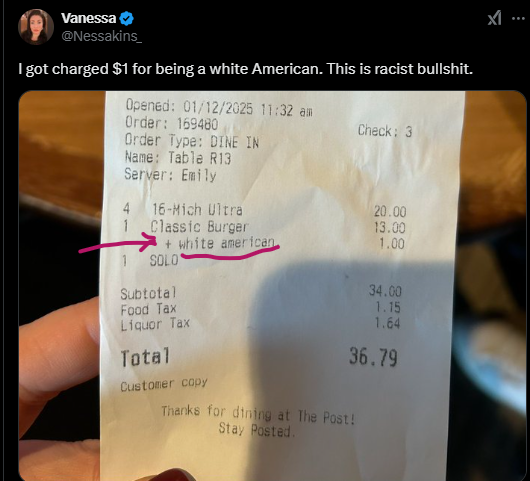 Vanessa
@Nessakins_
I got charged $1 for being a white American. This is racist bullshit.
Opened: 01/12/2025 11:32 am
Order: 169480 Check: 3
Order Type: DINE IN
Name: Table R13
Server: Emily
4 16-Mich Ultra 20.00
1 Classic Burger 13.00
+ white american 1.00
1 SOLO
Subtotal 34.00
Food Tax 1.15
Liquor Tax 1.64
Total 36.79
Customer copy
Thanks for dining at The Post!
Stay Posted.